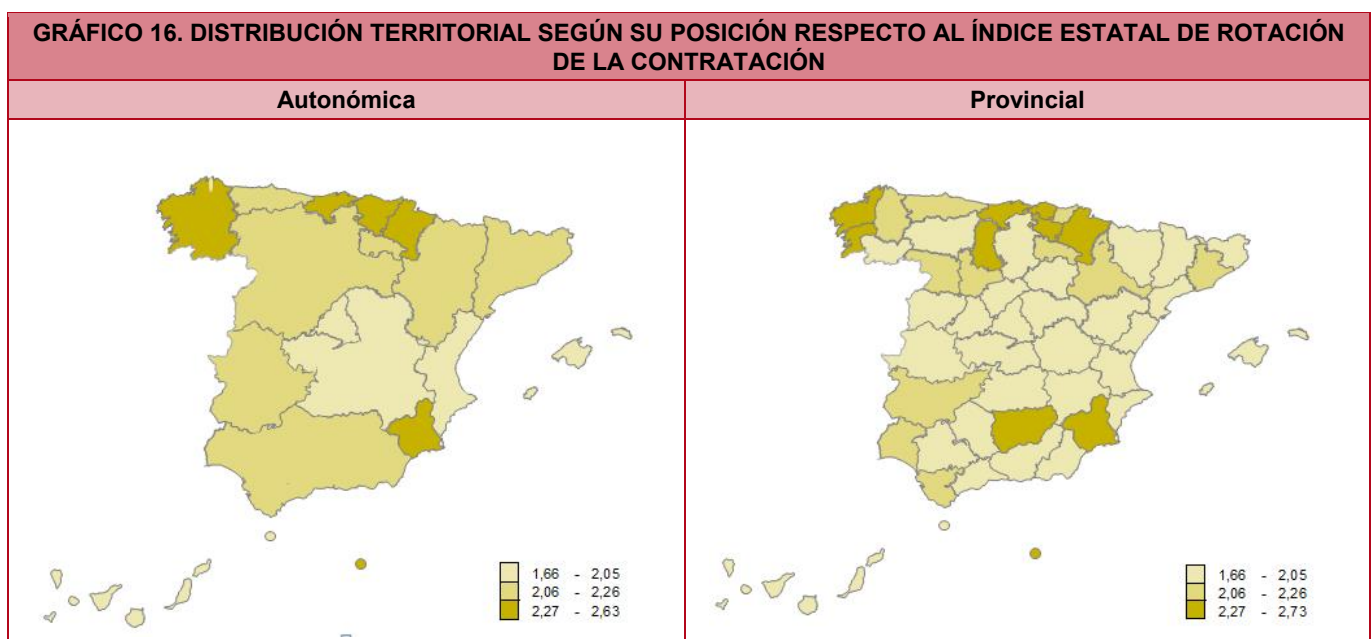 GRÁFICO 16. DISTRIBUCIÓN TERRITORIAL SEGÚN SU POSICIÓN RESPECTO AL ÍNDICE ESTATAL DE ROTACIÓN
DE LA CONTRATACIÓN
Autonómica
Provincial
1,66 - 2,05
2,06 - 2,26
2,27 - 2,63
1,66 - 2,05
2,06 - 2,26
2,27 - 2,73